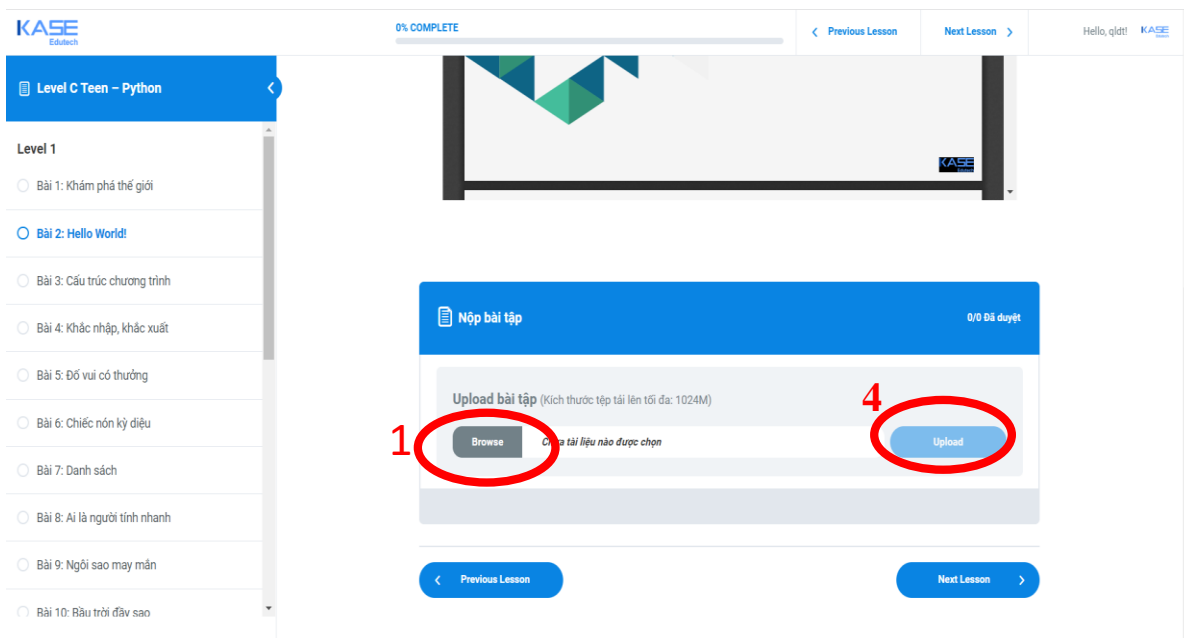 KASE
Edutech
0% COMPLETE
Previous Lesson
Next Lesson
Hello, qldt!
KASE
Level C Teen – Python
Level 1
Bài 1: Khám phá thế giới
Bài 2: Hello World!
Bài 3: Cấu trúc chương trình
Bài 4: Khắc nhập, khắc xuất
Bài 5: Đố vui có thưởng
Bài 6: Chiếc nón kỳ diệu
Bài 7: Danh sách
Bài 8: Ai là người tính nhanh
Bài 9: Ngôi sao may mắn
Bài 10: Bầu trời đầy sao
KASE
Nộp bài tập
0/0 Đã duyệt
Upload bài tập (Kích thước tệp tải lên tối đa: 1024M)
1
Browse
tài liệu nào được chọn
4
Upload
Previous Lesson
Next Lesson